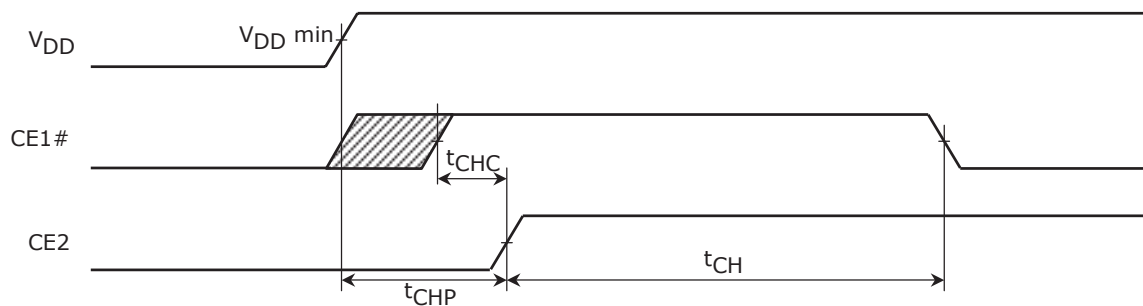 VDD
VDD min
CE1#
tCHC
CE2
tCH
tCHP